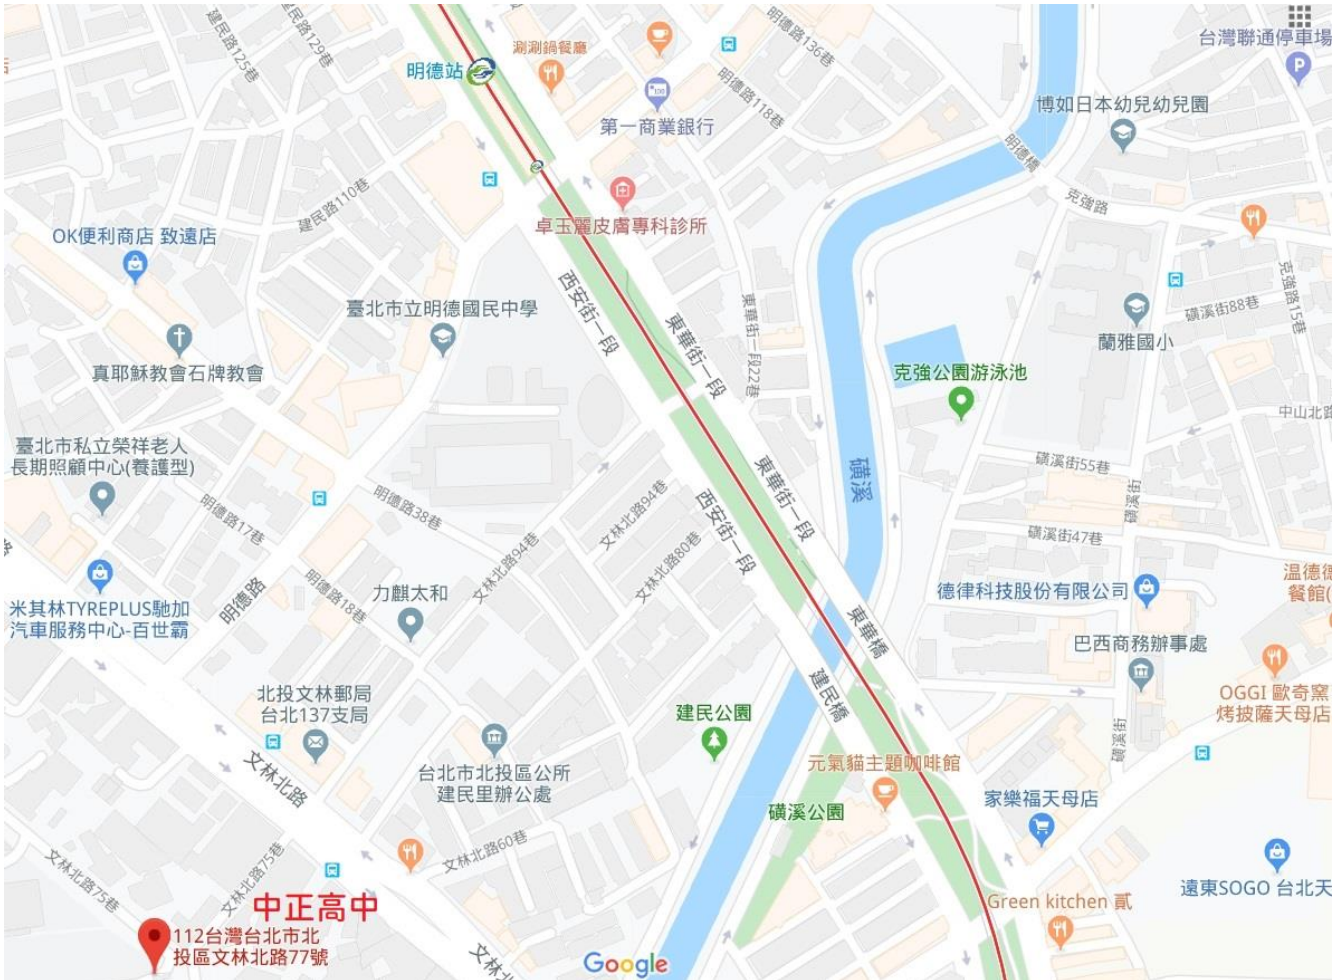 建民路125巷
建民路129巷
明德站
涮涮鍋餐廳
明德路136巷
台灣聯通停車場
P
第一商業銀行
明德路118巷
博如日本幼兒幼兒園
明德橋
克強路
建民路110巷
卓玉麗皮膚專科診所
OK便利商店 致遠店
西安街一段
東華街一段
東華街一段22巷
克強路15巷
磺溪街88巷
臺北市立明德國民中學
蘭雅國小
真耶穌教會石牌教會
克強公園游泳池
中山北路
臺北市私立榮祥老人
長期照顧中心(養護型)
磺溪街55巷
磺溪
磺溪街
東華街一段
西安街一段
文林北路94巷
明德路38巷
明德路17巷
磺溪街47巷
文林北路80巷
文林北路94巷
明德路18巷
明德路
米其林TYREPLUS馳加
汽車服務中心-百世霸
力麒太和
德律科技股份有限公司
温德德
餐館(
東華橋
建民橋
巴西商務辦事處
OGGI 歐奇窯
烤披薩天母店
北投文林郵局
台北137支局
建民公園
磺溪街
文林北路
台北市北投區公所
建民里辦公處
元氣貓主題咖啡館
家樂福天母店
磺溪公園
文林北路60巷
文林北路75巷
文林北路75巷
遠東SOGO 台北天
中正高中
Green kitchen 貳
112台灣台北市北
投區文林北路77號
文林北
Google